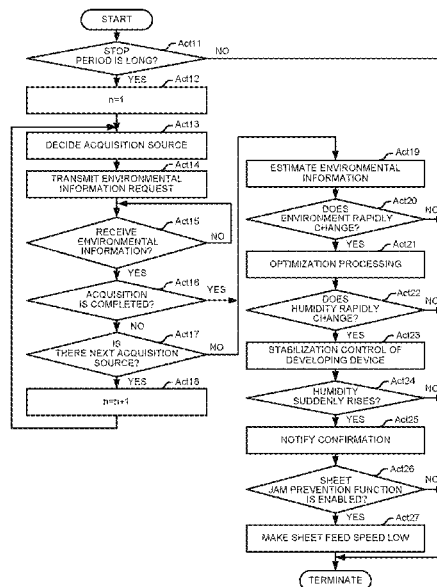 START
Act11
STOP
PERIOD IS LONG?
NO
YES
Act12
n=1
Act13
DECIDE ACQUISITION SOURCE
Act14
TRANSMIT ENVIRONMENTAL
INFORMATION REQUEST
Act15
RECEIVE
ENVIRONMENTAL
INFORMATION?
NO
YES
Act16
ACQUISITION
IS COMPLETED?
YES
NO
Act17
IS
THERE NEXT ACQUISITION
SOURCE?
NO
YES
Act18
n=n+1
Act19
ESTIMATE ENVIRONMENTAL
INFORMATION
Act20
DOES
ENVIRONMENT RAPIDLY
CHANGE?
NO
YES
Act21
OPTIMIZATION PROCESSING
Act22
DOES
HUMIDITY RAPIDLY
CHANGE?
NO
YES
Act23
STABILIZATION CONTROL OF
DEVELOPING DEVICE
Act24
HUMIDITY
SUDDENLY RISES?
NO
YES
Act25
NOTIFY CONFIRMATION
Act26
SHEET
JAM PREVENTION FUNCTION
IS ENABLED?
NO
YES
Act27
MAKE SHEET FEED SPEED LOW
TERMINATE